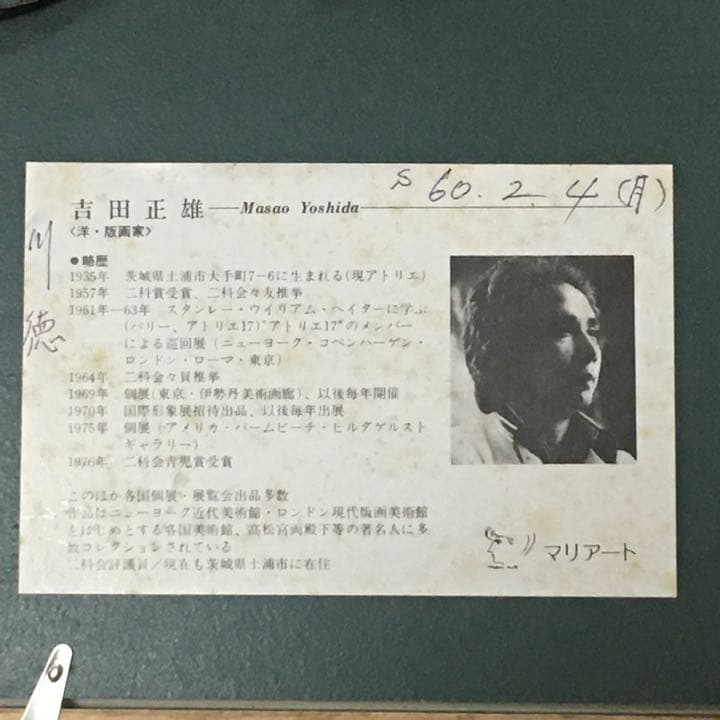 S 60. 2. 4 (月)
吉田正雄—Masao Yoshida
〈洋・版画家〉
川徳
●略歴
1935年 茨城県土浦市大手町7−6に生まれる(現アトリエ)
1957年 二科賞受賞、二科会々友推挙
1961年—63年 スタンレー・ウイリアム・ヘイターに学ぶ
(パリー、アトリエ17)"アトリエ17"のメンバー
による巡回展(ニューヨーク・コペンハーゲン・
ロンドン・ローマ・東京)
1964年 二科会々員推挙
1969年 個展(東京・伊勢丹美術画廊)、以後毎年開催
1970年 国際形象展招待出品、以後毎年出展
1975年 個展(アメリカ・パームビーチ・ヒルダゲルスト
ギャラリー)
1976年 二科会青児賞受賞
このほか各国個展・展覧会出品多数
作品はニューヨーク近代美術館・ロンドン現代版画美術館
をはじめとする各国美術館、高松宮両殿下等の著名人に多
数コレクションされている
二科会評議員/現在も茨城県土浦市に在住
マリアート
6